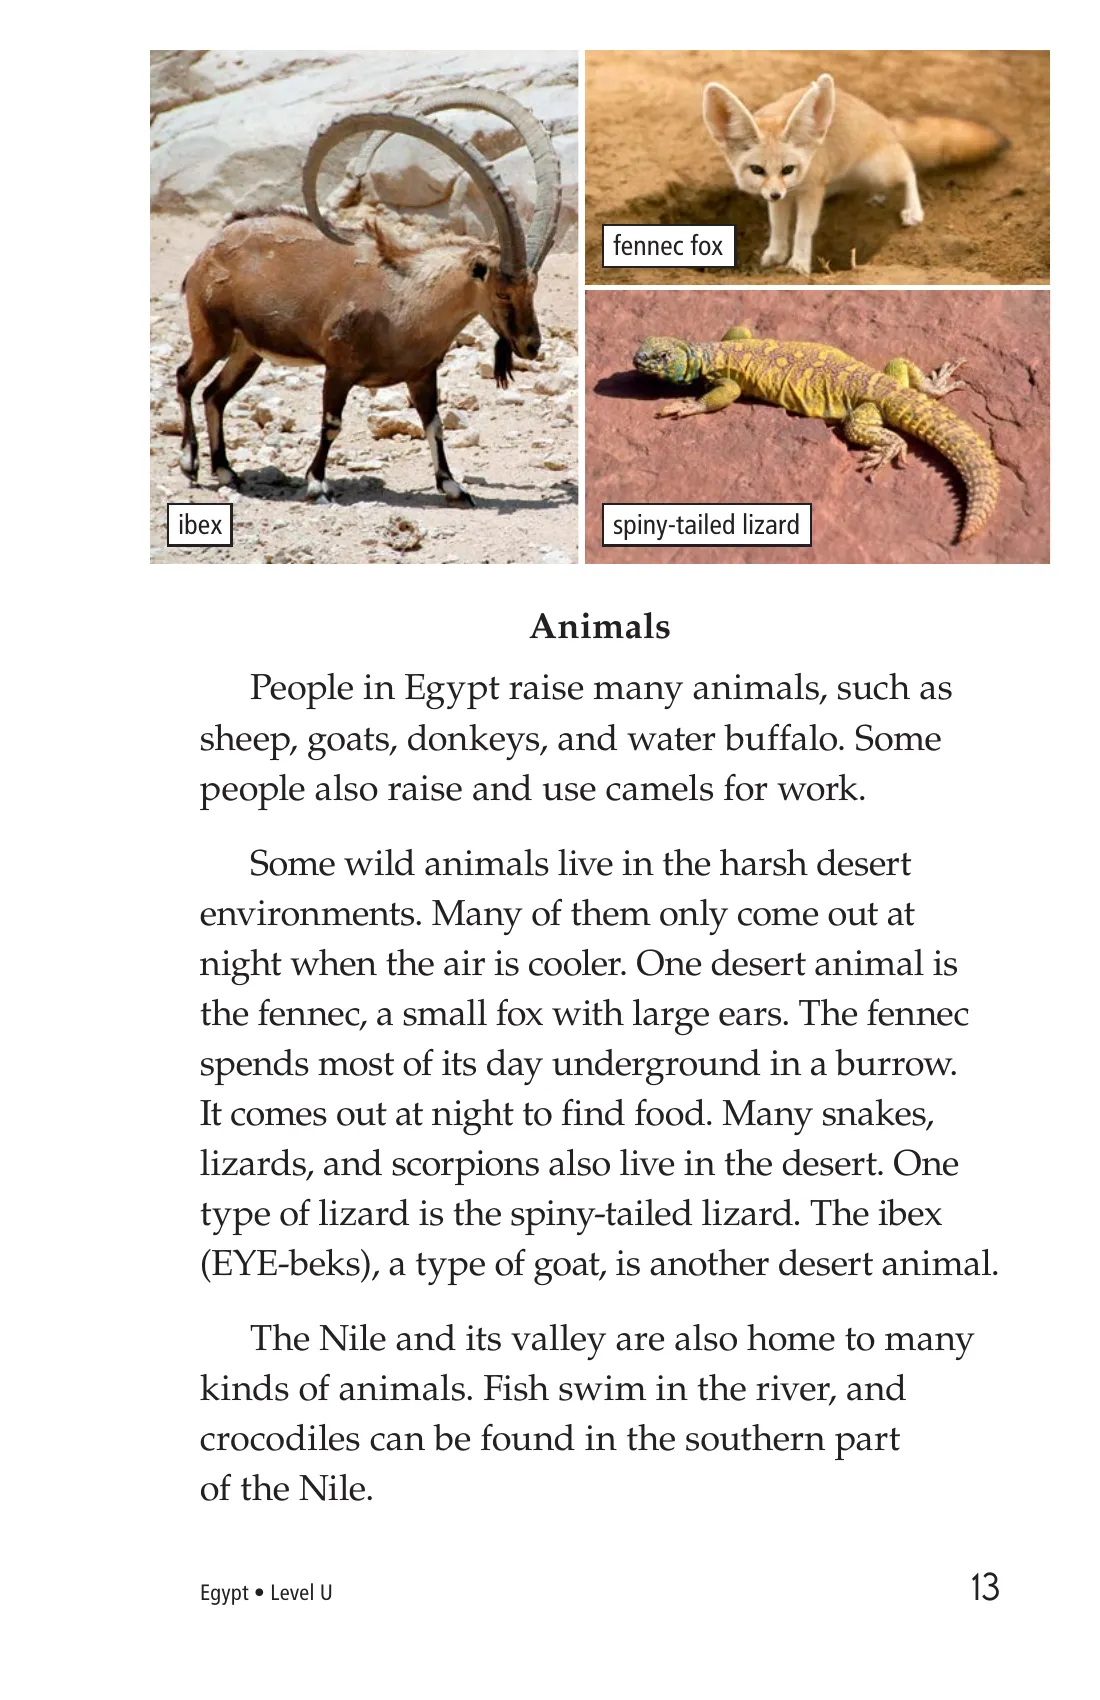 fennec fox
ibex
spiny-tailed lizard
Animals
People in Egypt raise many animals, such as
sheep, goats, donkeys, and water buffalo. Some
people also raise and use camels for work.
Some wild animals live in the harsh desert
environments. Many of them only come out at
night when the air is cooler. One desert animal is
the fennec, a small fox with large ears. The fennec
spends most of its day underground in a burrow.
It comes out at night to find food. Many snakes,
lizards, and scorpions also live in the desert. One
type of lizard is the spiny-tailed lizard. The ibex
(EYE-beks), a type of goat, is another desert animal.
The Nile and its valley are also home to many
kinds of animals. Fish swim in the river, and
crocodiles can be found in the southern part
of the Nile.
Egypt • Level U
13